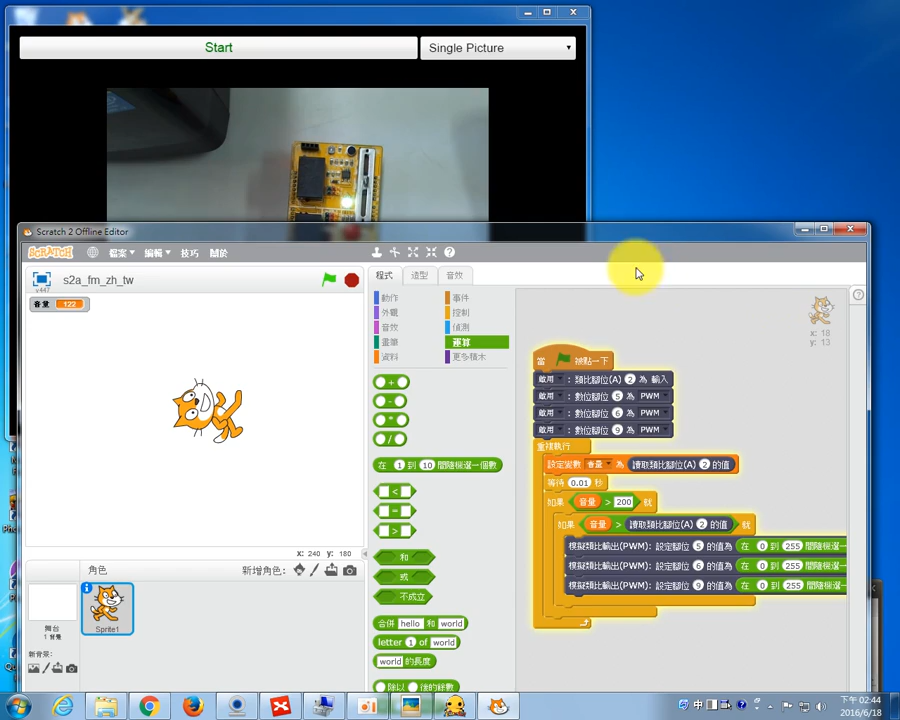 Start
Single Picture
Scratch 2 Offline Editor
SCRATCH 檔案 編輯 技巧 關於
s2a_fm_zh_tw
v447
音量 122
x: 240 y: 180
角色
新增角色:
舞台
1 背景
新背景:
Sprite1
程式 造型 音效
動作 事件
外觀 控制
音效 偵測
畫筆 運算
資料 更多積木
+
-
*
/
在 1 到 10 間隨機選一個數
<
=
>
和
或
不成立
合併 hello 和 world
letter 1 of world
world 的長度
除以 後的餘數
x: 18
y: 13
當 被點一下
啟用 : 類比腳位(A) 2 為 輸入
啟用 : 數位腳位 5 為 PWM
啟用 : 數位腳位 6 為 PWM
啟用 : 數位腳位 9 為 PWM
重複執行
設定變數 音量 為 讀取類比腳位(A) 2 的值
等待 0.01 秒
如果 音量 > 200 就
如果 音量 > 讀取類比腳位(A) 2 的值 就
模擬類比輸出(PWM): 設定腳位 5 的值為 在 0 到 255 間隨機選一
模擬類比輸出(PWM): 設定腳位 6 的值為 在 0 到 255 間隨機選一
模擬類比輸出(PWM): 設定腳位 9 的值為 在 0 到 255 間隨機選一
中
下午 02:44
2016/6/18